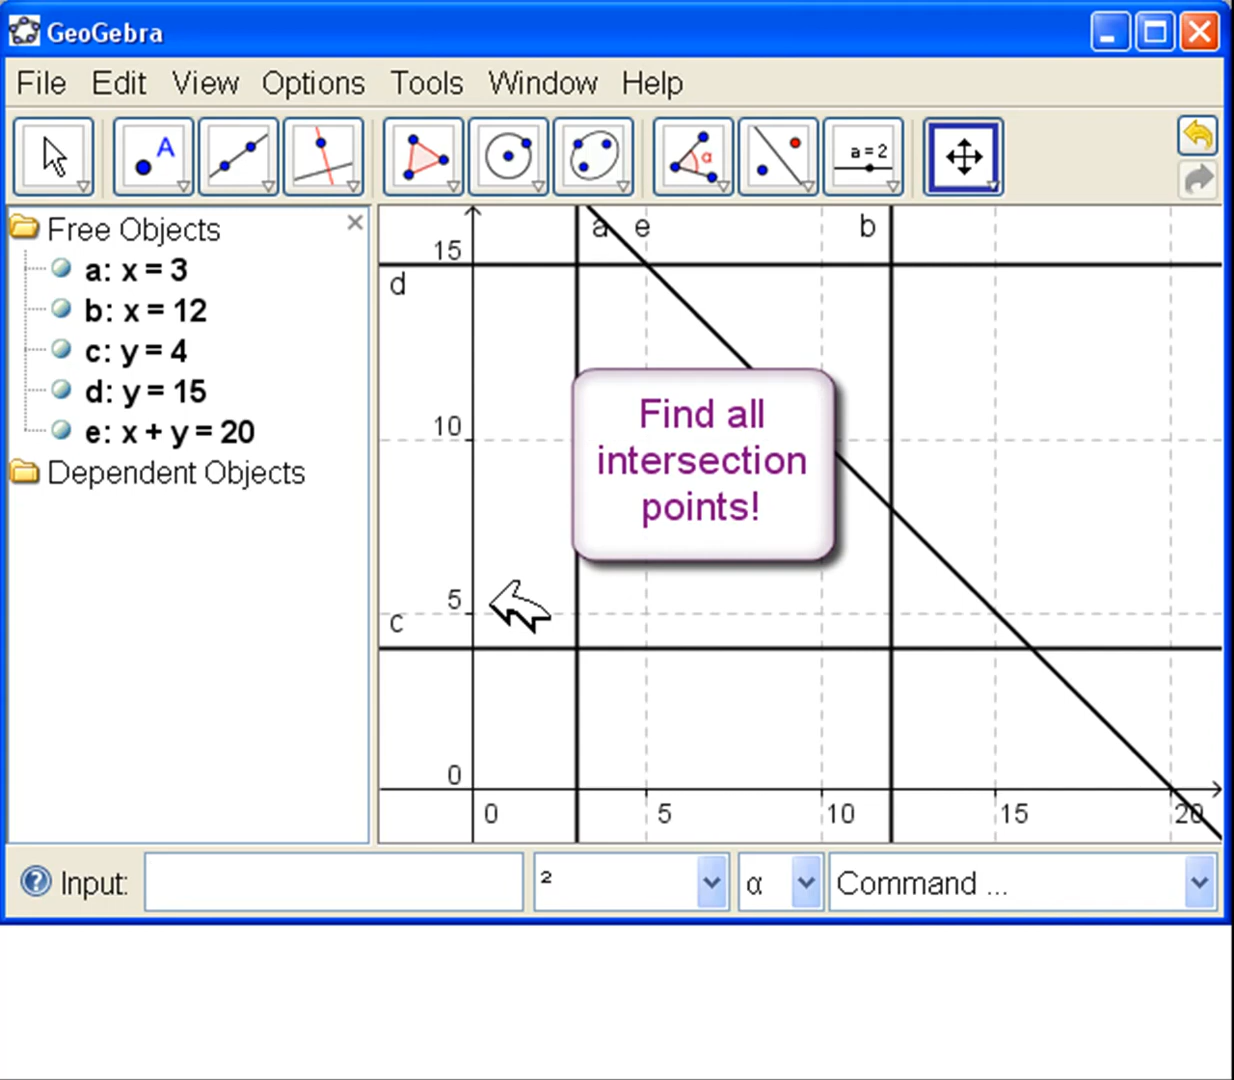 GeoGebra
File Edit View Options Tools Window Help
A α a = 2
Free Objects
a: x = 3
b: x = 12
c: y = 4
d: y = 15
e: x + y = 20
Dependent Objects
a e b
15
d
10
Find all
intersection
points!
5
c
0
0 5 10 15 20
Input: ² α Command ...